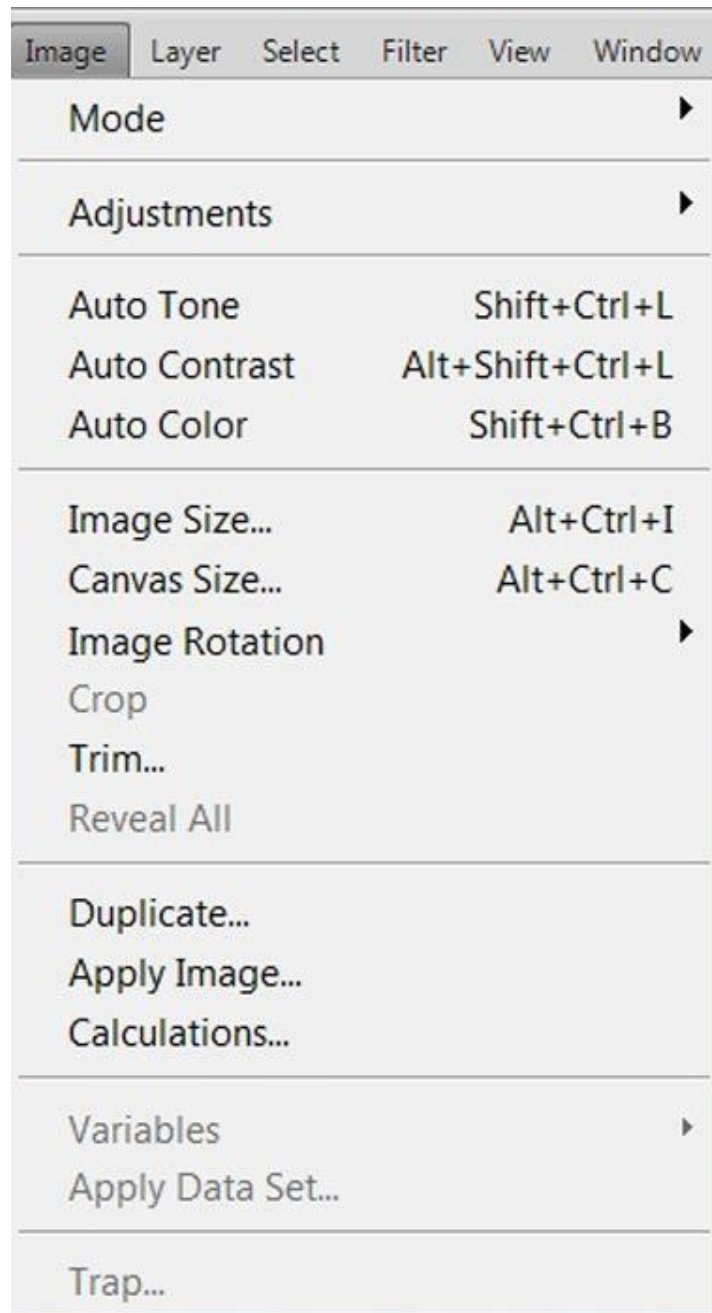 Image Layer Select Filter View Window
Mode
Adjustments
Auto Tone Shift+Ctrl+L
Auto Contrast Alt+Shift+Ctrl+L
Auto Color Shift+Ctrl+B
Image Size... Alt+Ctrl+I
Canvas Size... Alt+Ctrl+C
Image Rotation
Crop
Trim...
Reveal All
Duplicate...
Apply Image...
Calculations...
Variables
Apply Data Set...
Trap...